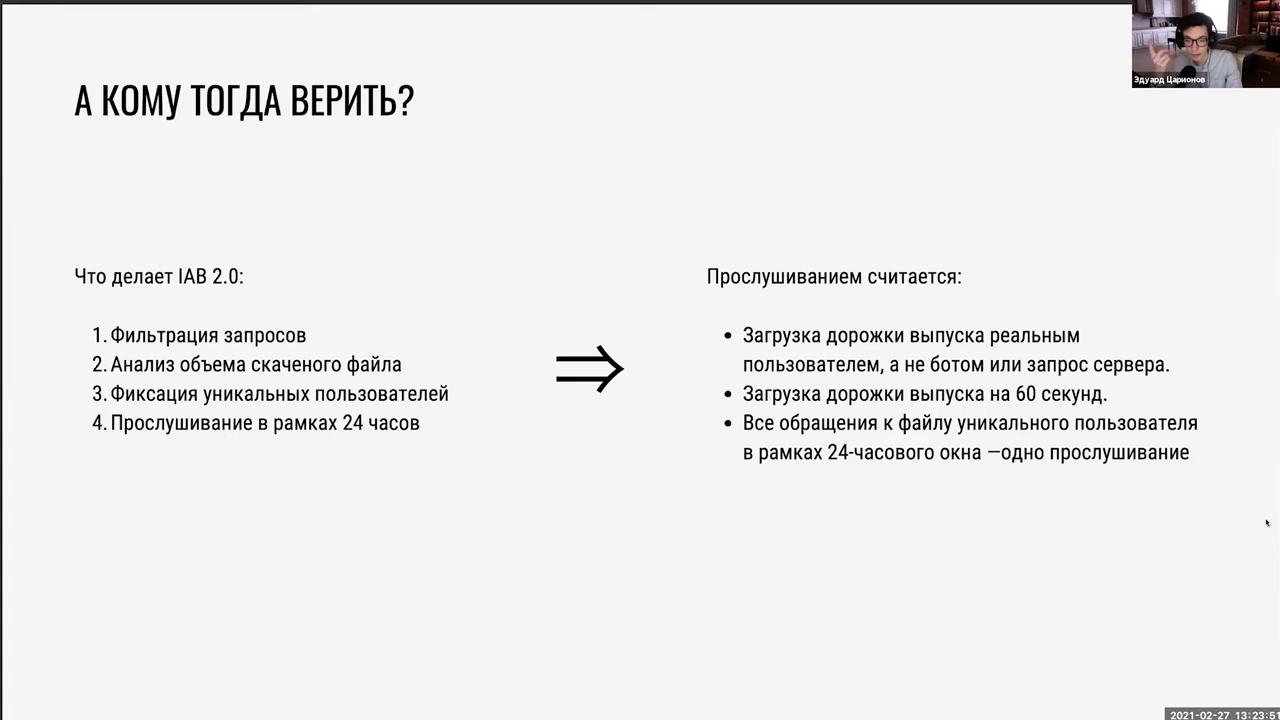 Эдуард Царионов
А КОМУ ТОГДА ВЕРИТЬ?
Что делает IAB 2.0:
1. Фильтрация запросов
2. Анализ объема скаченого файла
3. Фиксация уникальных пользователей
4. Прослушивание в рамках 24 часов
Прослушиванием считается:
Загрузка дорожки выпуска реальным
пользователем, а не ботом или запрос сервера.
Загрузка дорожки выпуска на 60 секунд.
Все обращения к файлу уникального пользователя
в рамках 24-часового окна —одно прослушивание
2021-02-27 13:23:51